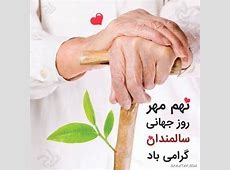 نهم مهر
روز جهانی
سالمندان
گرامی باد